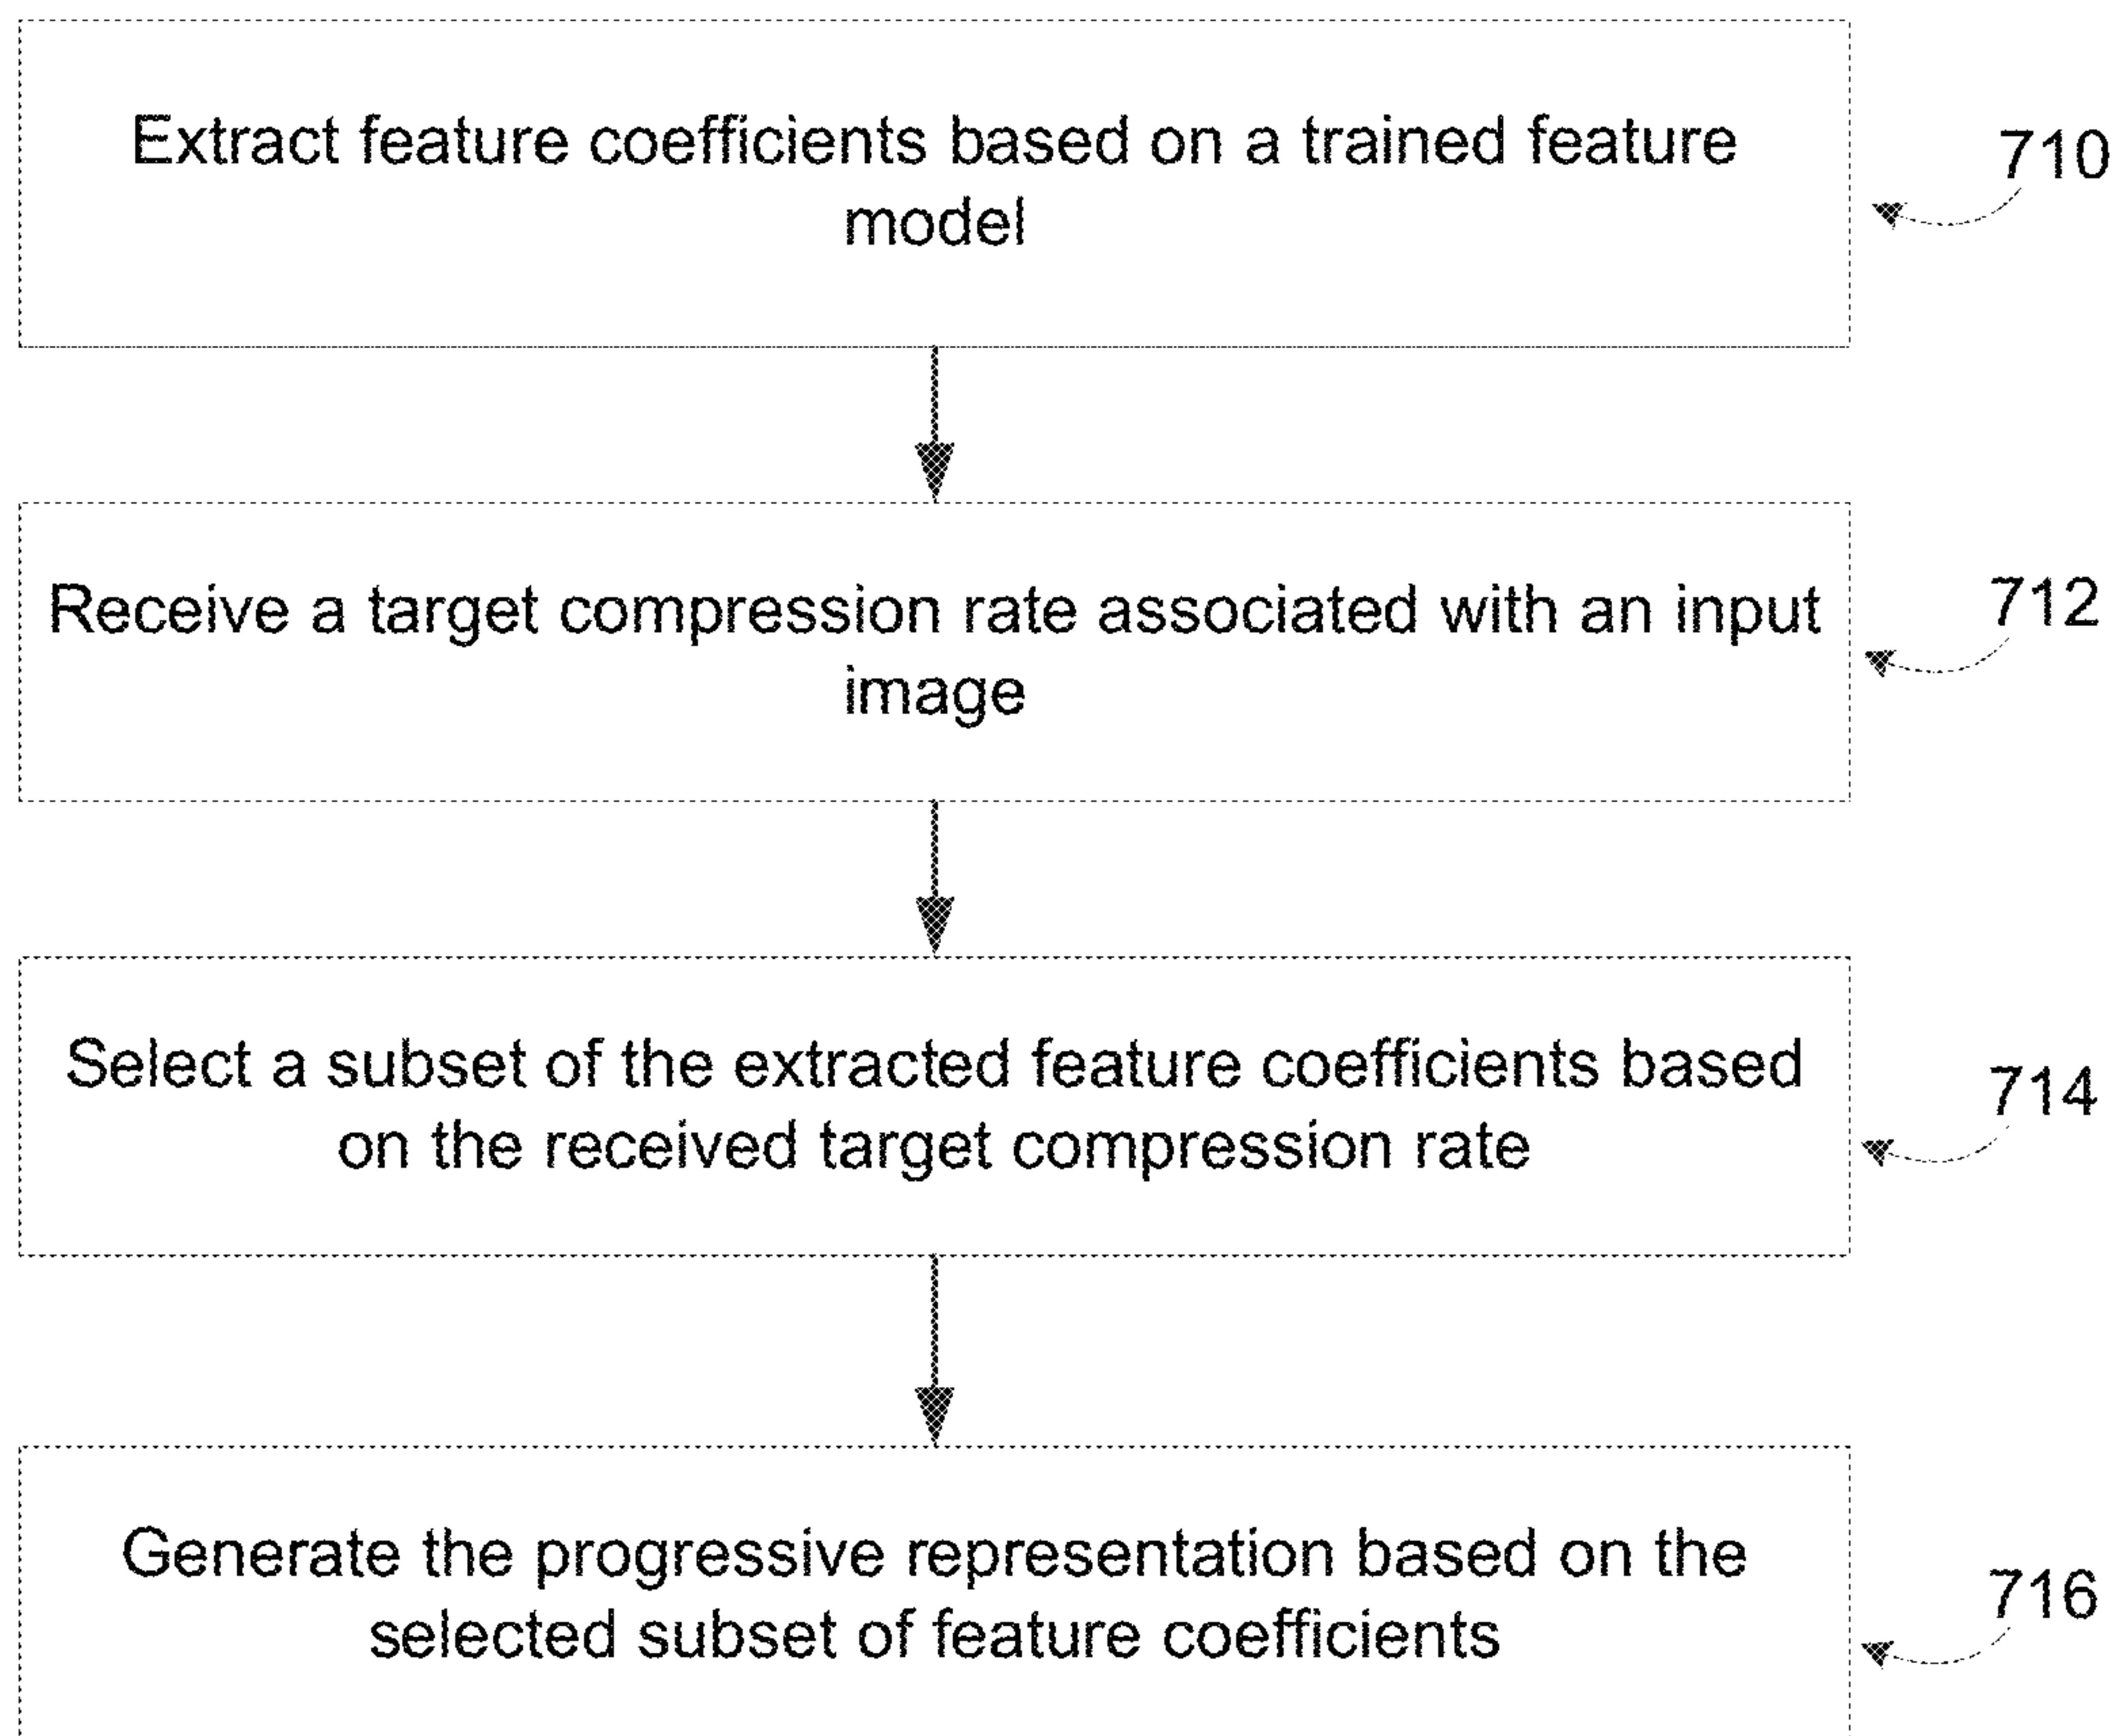 Extract feature coefficients based on a trained feature
model
710
Receive a target compression rate associated with an input
image
712
Select a subset of the extracted feature coefficients based
on the received target compression rate
714
Generate the progressive representation based on the
selected subset of feature coefficients
716